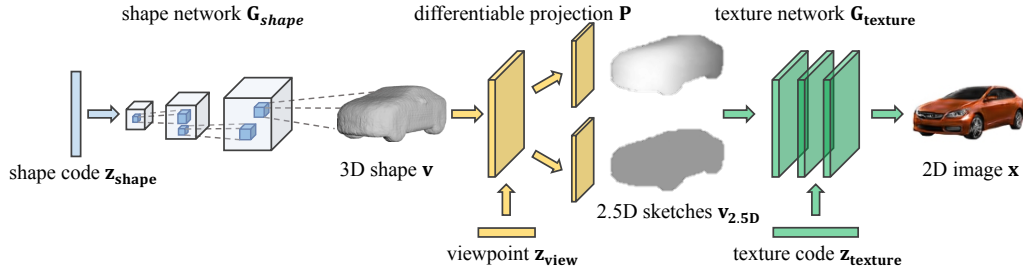 shape network G_shape
differentiable projection P
texture network G_texture
shape code z_shape
3D shape v
2.5D sketches v_2.5D
2D image x
viewpoint z_view
texture code z_texture